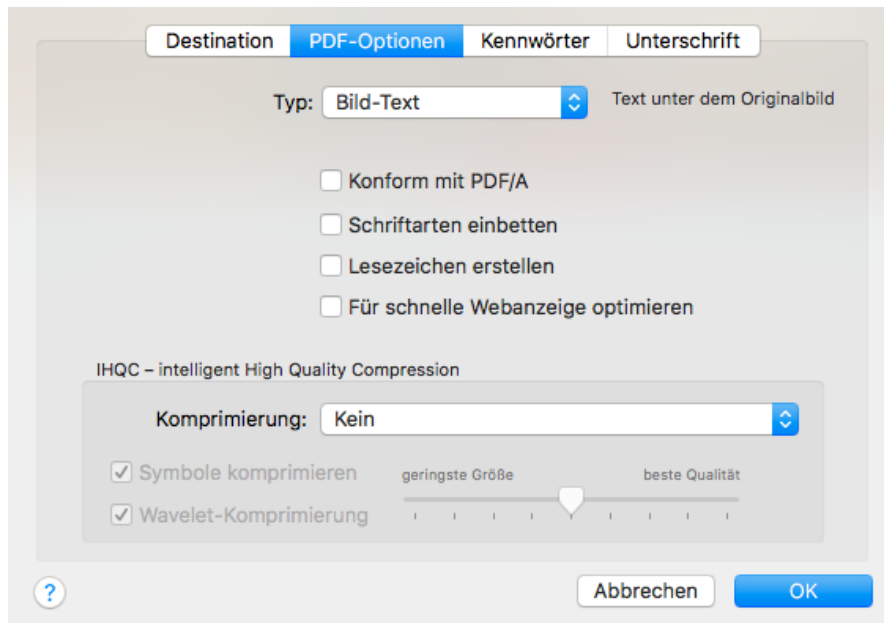 Destination PDF-Optionen Kennwörter Unterschrift
Typ: Bild-Text Text unter dem Originalbild
Konform mit PDF/A
Schriftarten einbetten
Lesezeichen erstellen
Für schnelle Webanzeige optimieren
IHQC – intelligent High Quality Compression
Komprimierung: Kein
Symbole komprimieren geringste Größe beste Qualität
Wavelet-Komprimierung
? Abbrechen OK